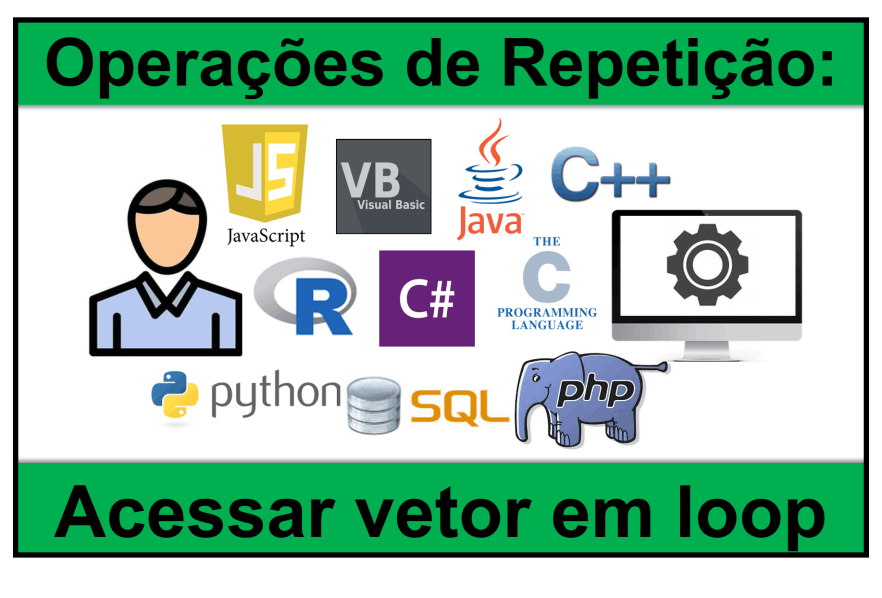 Operações de Repetição:
JS
JavaScript
VB
Visual Basic
Java
C++
R
C#
THE
C
PROGRAMMING
LANGUAGE
python
SQL
php
Acessar vetor em loop